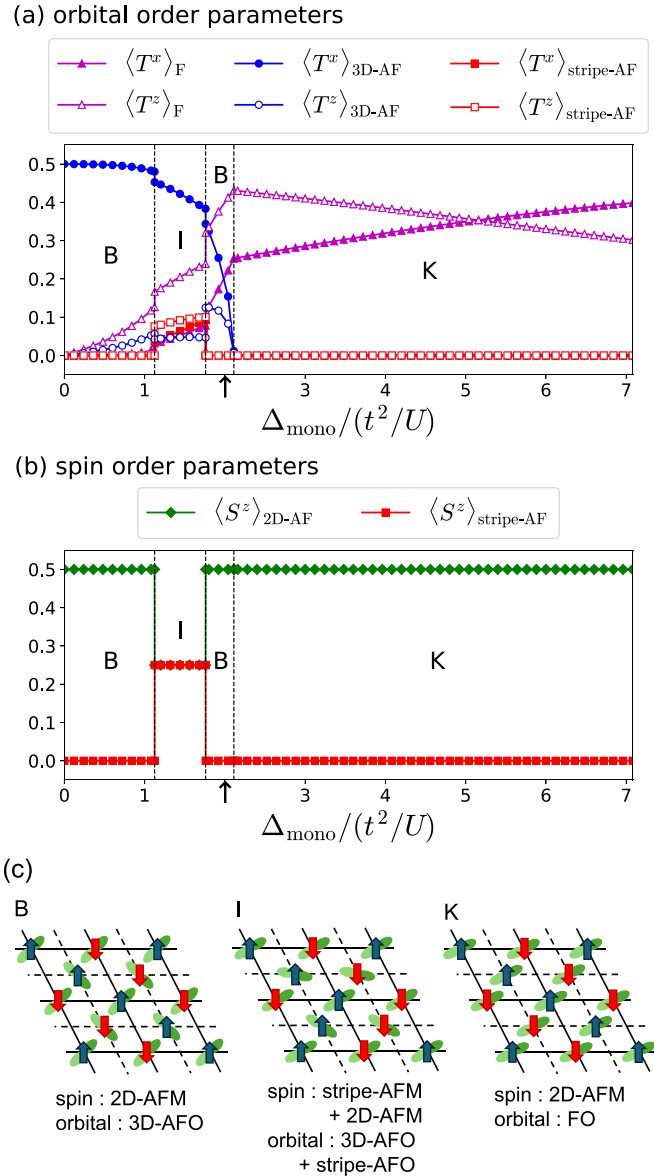 (a) orbital order parameters
⟨T^x⟩_F ⟨T^x⟩_3D-AF ⟨T^x⟩_stripe-AF
⟨T^z⟩_F ⟨T^z⟩_3D-AF ⟨T^z⟩_stripe-AF
0.5
0.4
0.3
0.2
0.1
0.0
B
I
B
K
0 1 3 4 5 6 7
↑
Δ_mono/(t²/U)
(b) spin order parameters
⟨S^z⟩_2D-AF ⟨S^z⟩_stripe-AF
0.5
0.4
0.3
0.2
0.1
0.0
B
I
B
K
0 1 3 4 5 6 7
↑
Δ_mono/(t²/U)
(c)
B
spin : 2D-AFM
orbital : 3D-AFO
I
spin : stripe-AFM
+ 2D-AFM
orbital : 3D-AFO
+ stripe-AFO
K
spin : 2D-AFM
orbital : FO